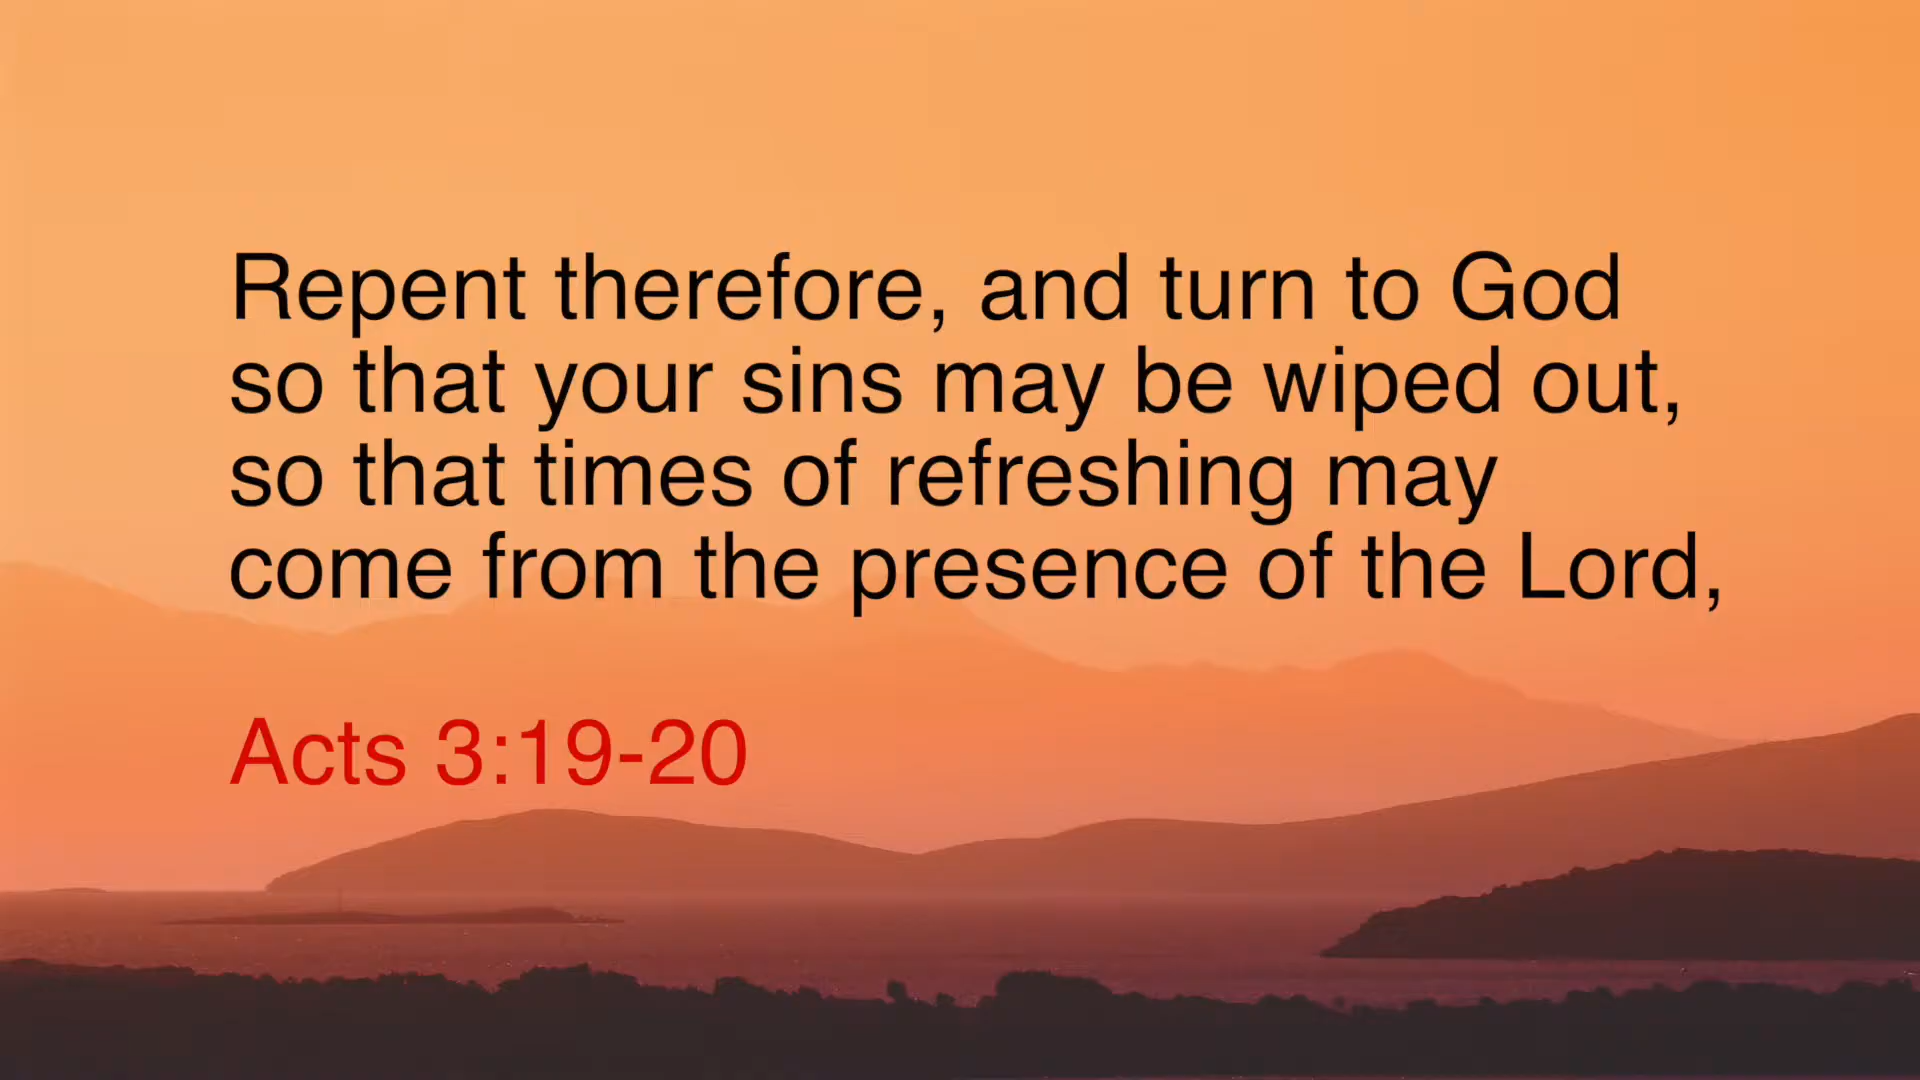 Repent therefore, and turn to God
so that your sins may be wiped out,
so that times of refreshing may
come from the presence of the Lord,
Acts 3:19-20